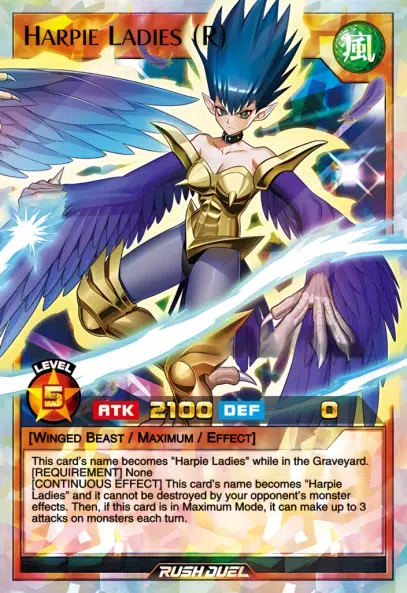 Harpie Ladies (R)
風
LEVEL
5
ATK 2100 DEF 0
[Winged Beast / Maximum / Effect]
This card's name becomes "Harpie Ladies" while in the Graveyard.
[REQUIREMENT] None
[CONTINUOUS EFFECT] This card's name becomes "Harpie
Ladies" and it cannot be destroyed by your opponent's monster
effects. Then, if this card is in Maximum Mode, it can make up to 3
attacks on monsters each turn.
RUSH DUEL